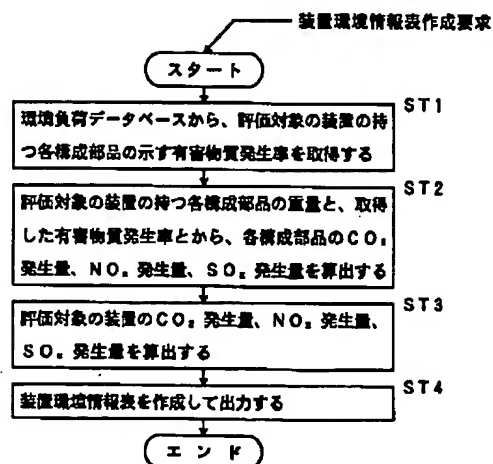 装置環境情報表作成要求
スタート
ST1
環境負荷データベースから、評価対象の装置の持
つ各構成部品の示す有害物質発生率を取得する
ST2
評価対象の装置の持つ各構成部品の重量と、取得
した有害物質発生率とから、各構成部品のCO₂
発生量、NOₓ発生量、SOₓ発生量を算出する
ST3
評価対象の装置のCO₂発生量、NOₓ発生量、
SOₓ発生量を算出する
ST4
装置環境情報表を作成して出力する
エンド